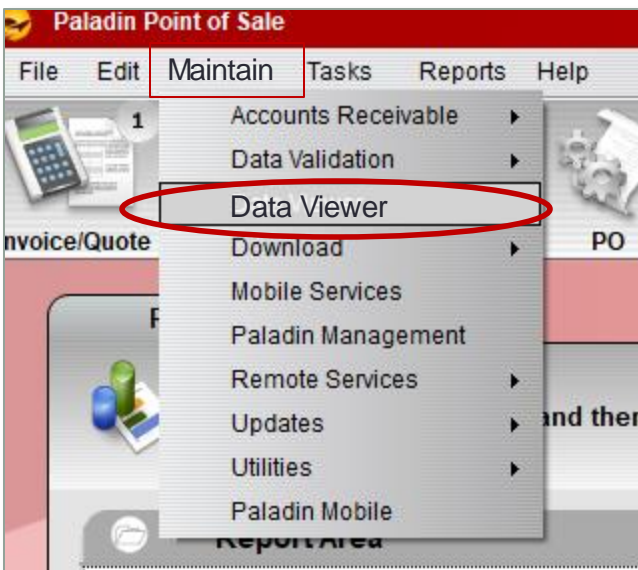 Paladin Point of Sale
File Edit Maintain Tasks Reports Help
1
Accounts Receivable
Data Validation
Data Viewer
nvoice/Quote
PO
Download
Mobile Services
Paladin Management
Remote Services
Updates
and ther
Utilities
Paladin Mobile
Report Area